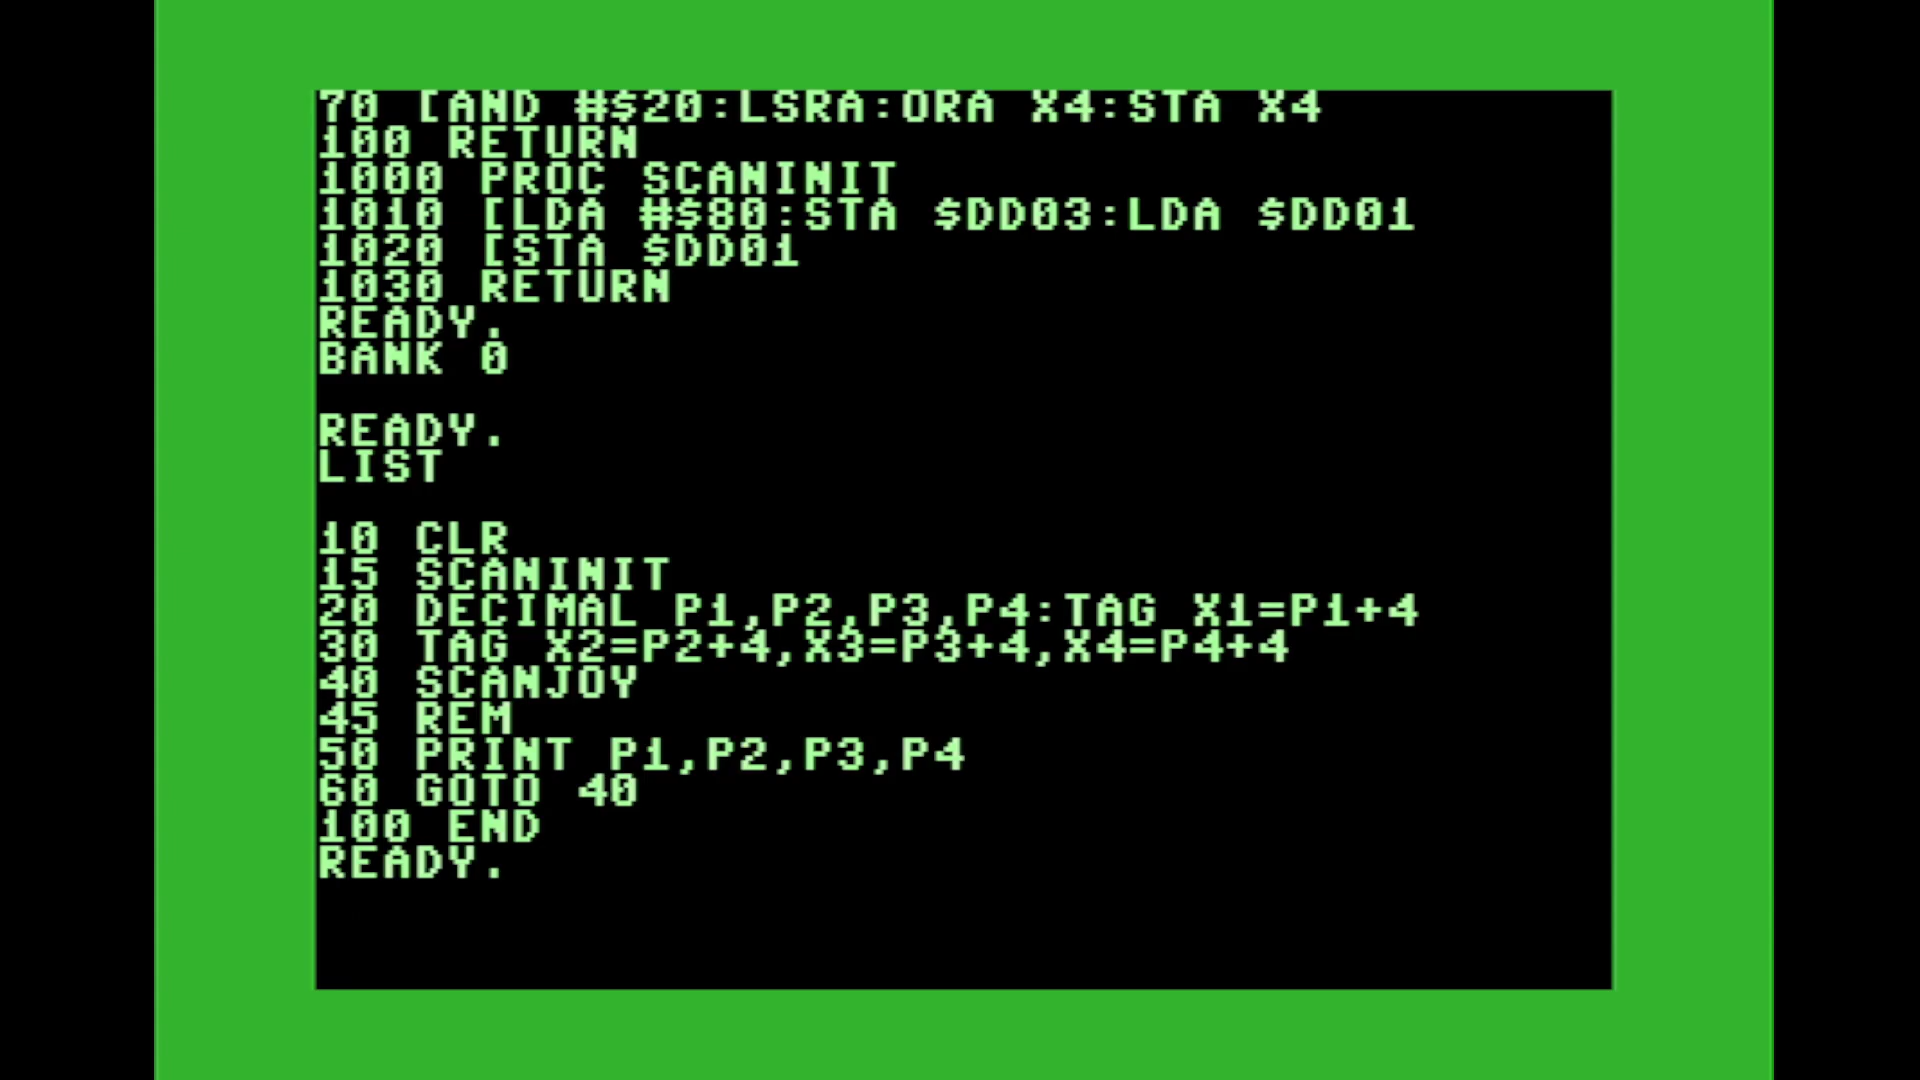 70 [AND #$20:LSRA:ORA X4:STA X4
100 RETURN
1000 PROC SCANINIT
1010 [LDA #$80:STA $DD03:LDA $DD01
1020 [STA $DD01
1030 RETURN
READY.
BANK 0
READY.
LIST
10 CLR
15 SCANINIT
20 DECIMAL P1,P2,P3,P4:TAG X1=P1+4
30 TAG X2=P2+4,X3=P3+4,X4=P4+4
40 SCANJOY
45 REM
50 PRINT P1,P2,P3,P4
60 GOTO 40
100 END
READY.